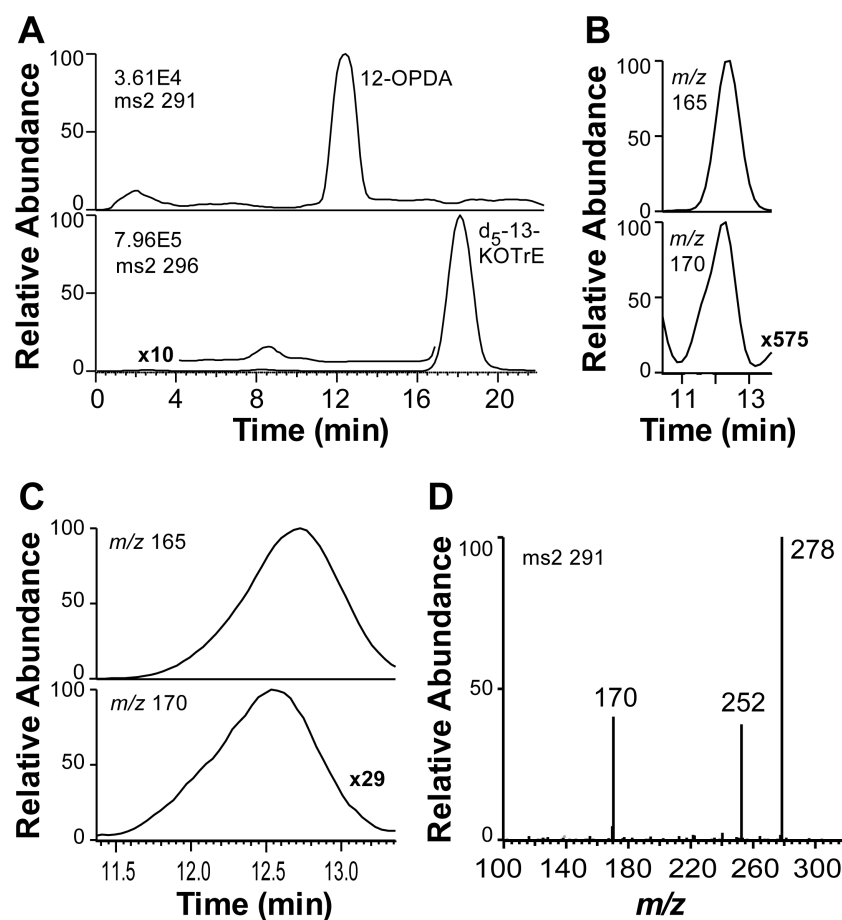 A
3.61E4
ms2 291
12-OPDA
100
50
0
Relative Abundance
7.96E5
ms2 296
d5-13-
KOTrE
100
50
0
x10
Relative Abundance
0 4 8 12 16 20
Time (min)
B
m/z
165
100
50
0
Relative Abundance
m/z
170
100
50
0
x575
11 13
Time (min)
C
m/z 165
100
50
0
Relative Abundance
m/z 170
100
50
0
x29
11.5 12.0 12.5 13.0
Time (min)
D
ms2 291
100
50
0
Relative Abundance
170
252
278
100 140 180 220 260 300
m/z